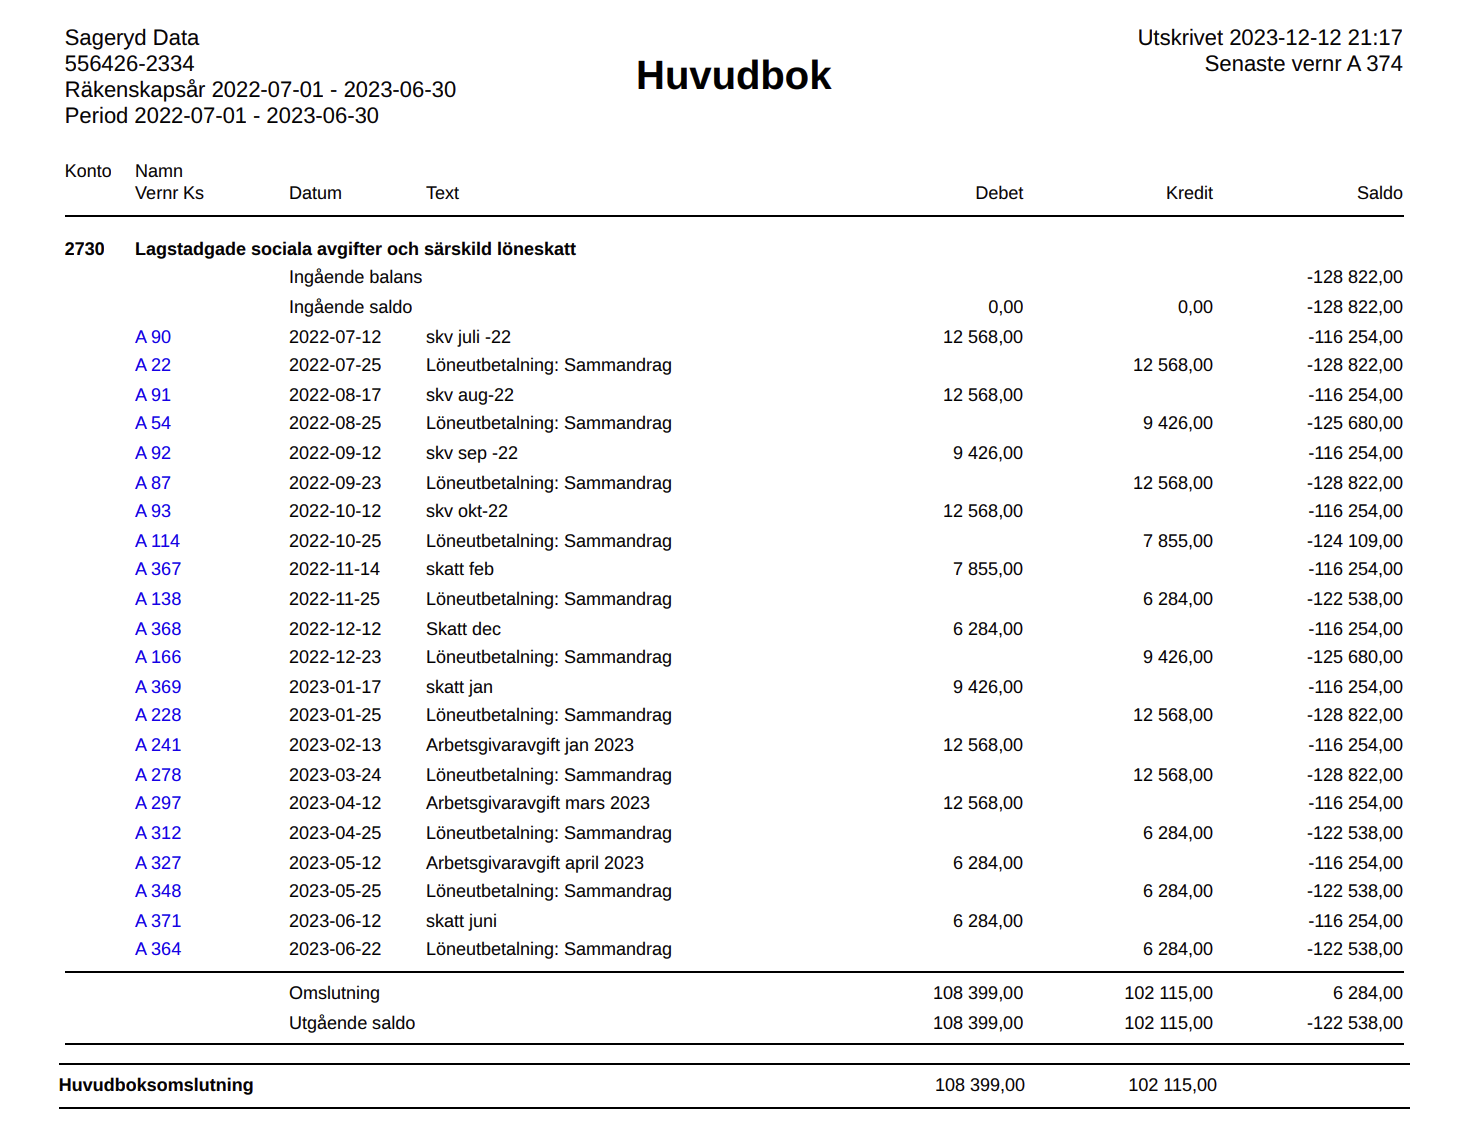 Sageryd Data
556426-2334
Räkenskapsår 2022-07-01 - 2023-06-30
Period 2022-07-01 - 2023-06-30
Huvudbok
Utskrivet 2023-12-12 21:17
Senaste vernr A 374
Konto Namn
Vernr Ks Datum Text Debet Kredit Saldo
2730 Lagstadgade sociala avgifter och särskild löneskatt
Ingående balans -128 822,00
Ingående saldo 0,00 0,00 -128 822,00
A 90 2022-07-12 skv juli -22 12 568,00 -116 254,00
A 22 2022-07-25 Löneutbetalning: Sammandrag 12 568,00 -128 822,00
A 91 2022-08-17 skv aug-22 12 568,00 -116 254,00
A 54 2022-08-25 Löneutbetalning: Sammandrag 9 426,00 -125 680,00
A 92 2022-09-12 skv sep -22 9 426,00 -116 254,00
A 87 2022-09-23 Löneutbetalning: Sammandrag 12 568,00 -128 822,00
A 93 2022-10-12 skv okt-22 12 568,00 -116 254,00
A 114 2022-10-25 Löneutbetalning: Sammandrag 7 855,00 -124 109,00
A 367 2022-11-14 skatt feb 7 855,00 -116 254,00
A 138 2022-11-25 Löneutbetalning: Sammandrag 6 284,00 -122 538,00
A 368 2022-12-12 Skatt dec 6 284,00 -116 254,00
A 166 2022-12-23 Löneutbetalning: Sammandrag 9 426,00 -125 680,00
A 369 2023-01-17 skatt jan 9 426,00 -116 254,00
A 228 2023-01-25 Löneutbetalning: Sammandrag 12 568,00 -128 822,00
A 241 2023-02-13 Arbetsgivaravgift jan 2023 12 568,00 -116 254,00
A 278 2023-03-24 Löneutbetalning: Sammandrag 12 568,00 -128 822,00
A 297 2023-04-12 Arbetsgivaravgift mars 2023 12 568,00 -116 254,00
A 312 2023-04-25 Löneutbetalning: Sammandrag 6 284,00 -122 538,00
A 327 2023-05-12 Arbetsgivaravgift april 2023 6 284,00 -116 254,00
A 348 2023-05-25 Löneutbetalning: Sammandrag 6 284,00 -122 538,00
A 371 2023-06-12 skatt juni 6 284,00 -116 254,00
A 364 2023-06-22 Löneutbetalning: Sammandrag 6 284,00 -122 538,00
Omslutning 108 399,00 102 115,00 6 284,00
Utgående saldo 108 399,00 102 115,00 -122 538,00
Huvudboksomslutning 108 399,00 102 115,00